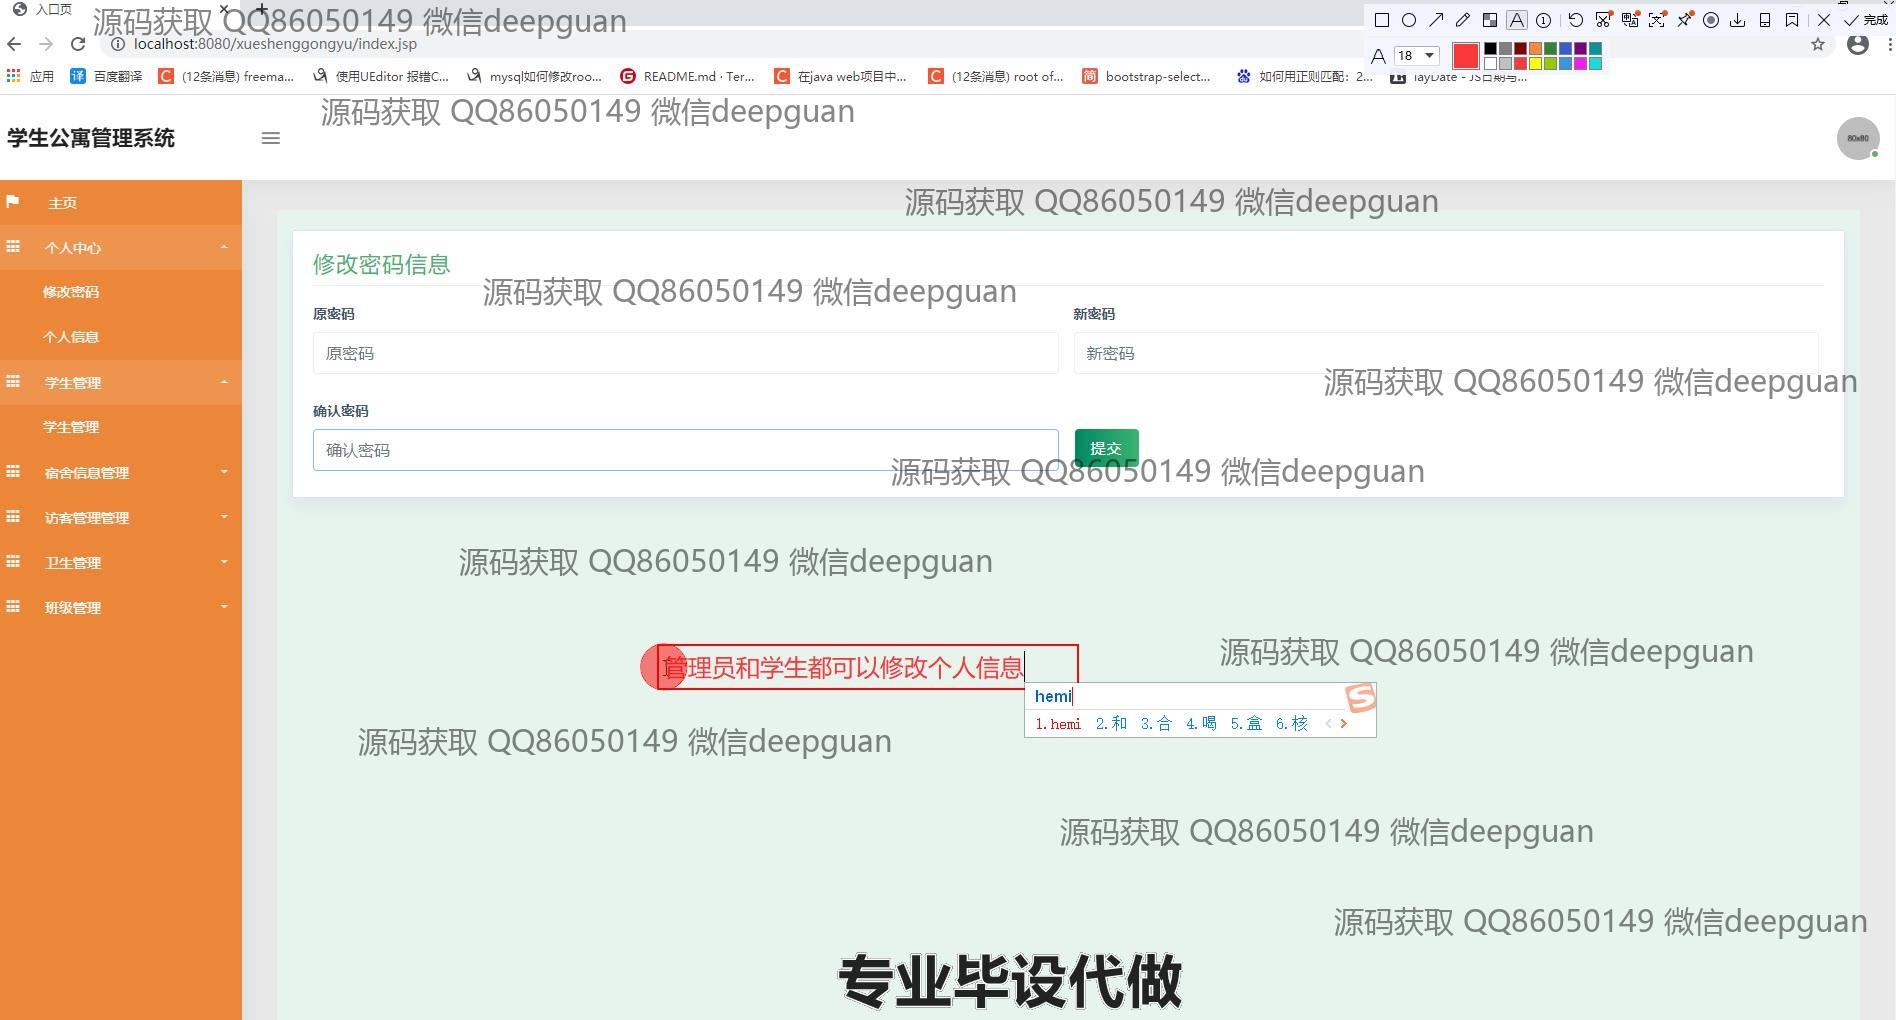 入口页
源码获取 QQ86050149 微信deepguan
完成
localhost:8080/xueshenggongyu/index.jsp
A 18
应用 百度翻译 (12条消息) freema... 使用UEditor 报错C... mysql如何修改roo... README.md · Ter... 在java web项目中... (12条消息) root of... bootstrap-select... 如何用正则匹配：2... layDate - JS日期与...
源码获取 QQ86050149 微信deepguan
学生公寓管理系统
80x80
主页
源码获取 QQ86050149 微信deepguan
个人中心
修改密码信息
修改密码
源码获取 QQ86050149 微信deepguan
原密码 新密码
个人信息
原密码 新密码
学生管理
源码获取 QQ86050149 微信deepguan
确认密码
学生管理
确认密码 提交
宿舍信息管理
源码获取 QQ86050149 微信deepguan
访客管理管理
卫生管理
源码获取 QQ86050149 微信deepguan
班级管理
源码获取 QQ86050149 微信deepguan
管理员和学生都可以修改个人信息
hemi
1.hemi 2.和 3.合 4.喝 5.盒 6.核
源码获取 QQ86050149 微信deepguan
源码获取 QQ86050149 微信deepguan
源码获取 QQ86050149 微信deepguan
专业毕设代做